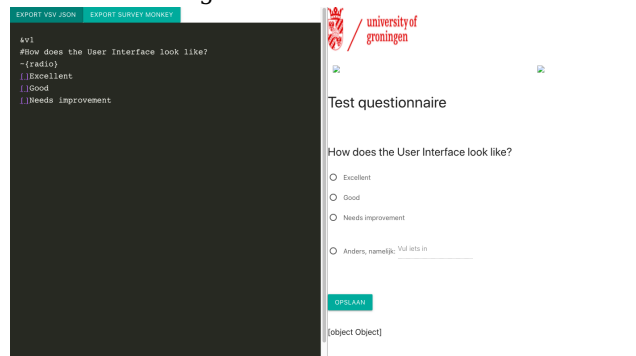 EXPORT VSV JSON EXPORT SURVEY MONKEY
&v1
#How does the User Interface look like?
~{radio}
[]Excellent
[]Good
[]Needs improvement
university of
groningen
Test questionnaire
How does the User Interface look like?
Excellent
Good
Needs improvement
Anders, namelijk: Vul iets in
OPSLAAN
[object Object]